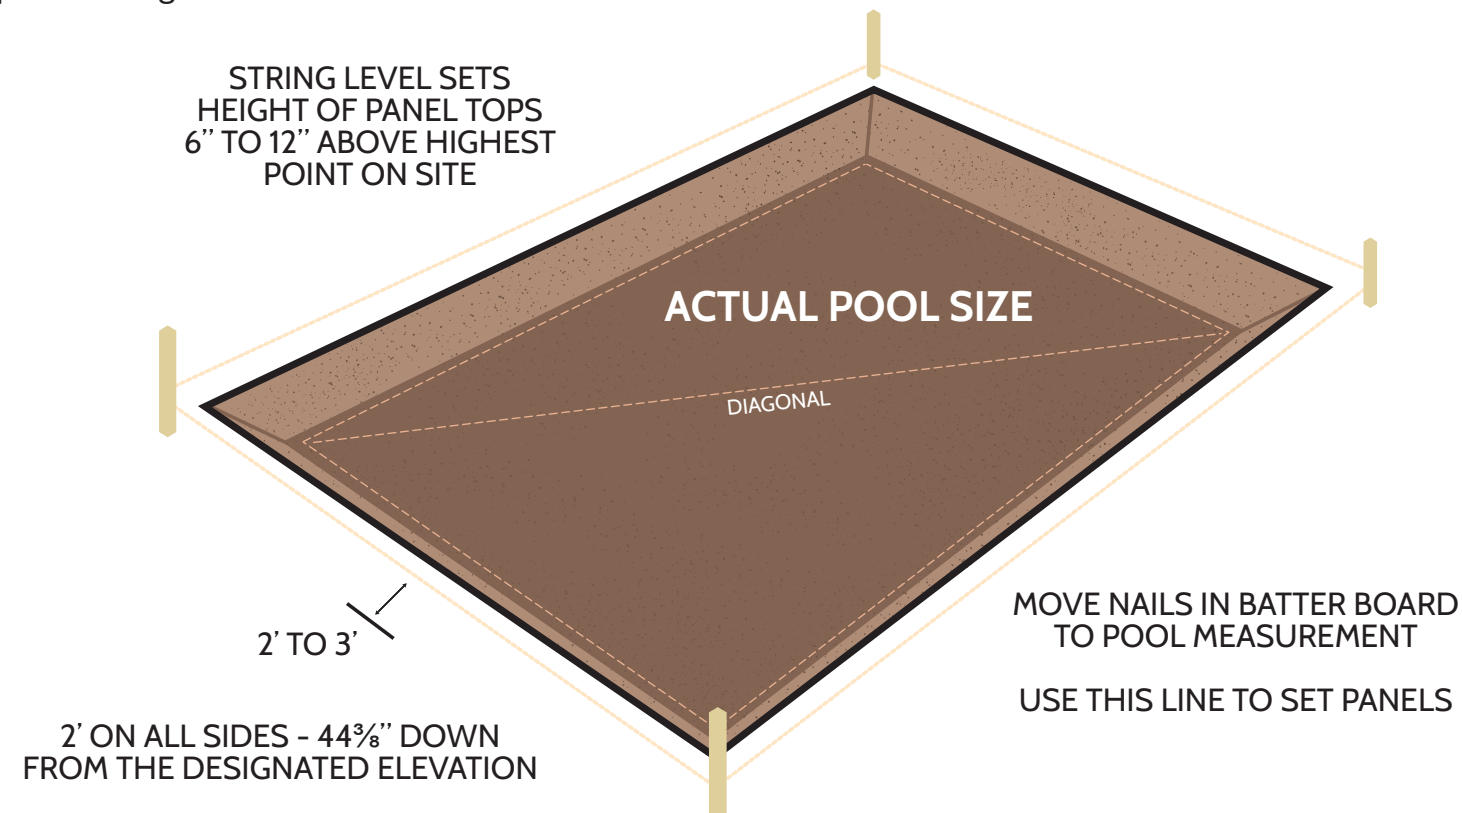 STRING LEVEL SETS
HEIGHT OF PANEL TOPS
6’’ TO 12’’ ABOVE HIGHEST
POINT ON SITE
ACTUAL POOL SIZE
DIAGONAL
2’ TO 3’
MOVE NAILS IN BATTER BOARD
TO POOL MEASUREMENT
USE THIS LINE TO SET PANELS
2’ ON ALL SIDES - 44⅜’’ DOWN
FROM THE DESIGNATED ELEVATION